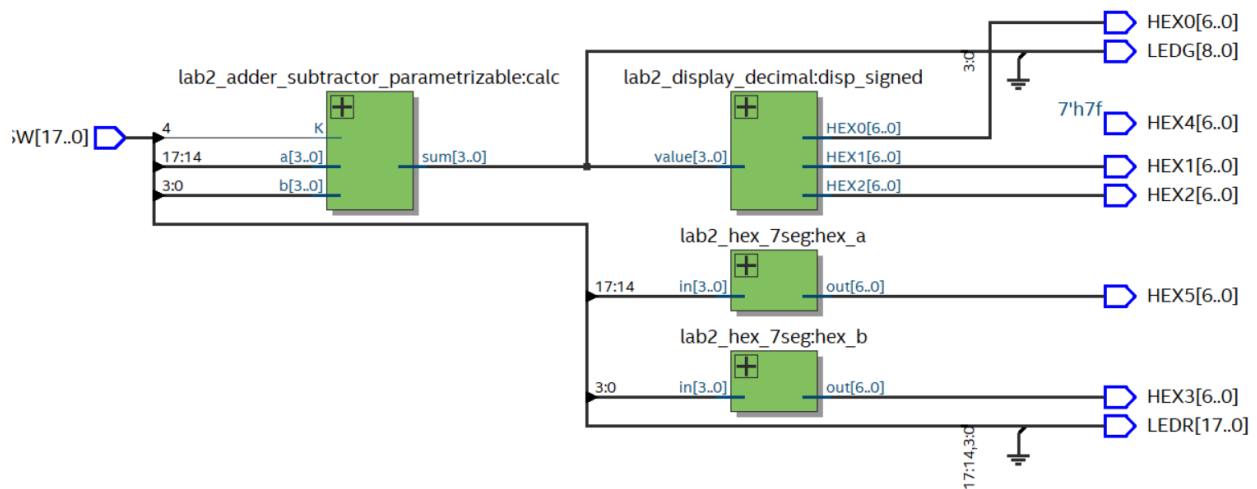 HEX0[6..0]
LEDG[8..0]
3:0
lab2_adder_subtractor_parametrizable:calc
lab2_display_decimal:disp_signed
7'h7f
HEX4[6..0]
SW[17..0]
4
K
HEX0[6..0]
17:14
a[3..0]
sum[3..0]
value[3..0]
HEX1[6..0]
HEX1[6..0]
3:0
b[3..0]
HEX2[6..0]
HEX2[6..0]
lab2_hex_7seg:hex_a
17:14
in[3..0]
out[6..0]
HEX5[6..0]
lab2_hex_7seg:hex_b
3:0
in[3..0]
out[6..0]
HEX3[6..0]
LEDR[17..0]
17:14,3:0